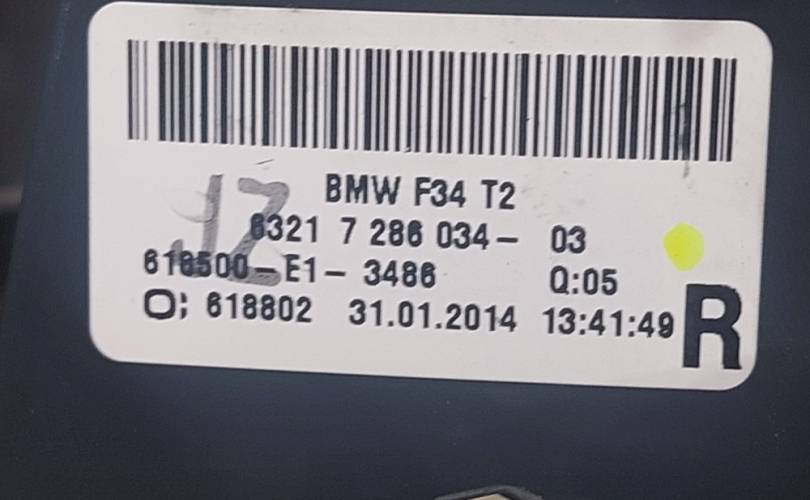 BMW F34 T2
6321 7 286 034- 03
618500-E1- 3486 Q:05
O; 618802 31.01.2014 13:41:49
R